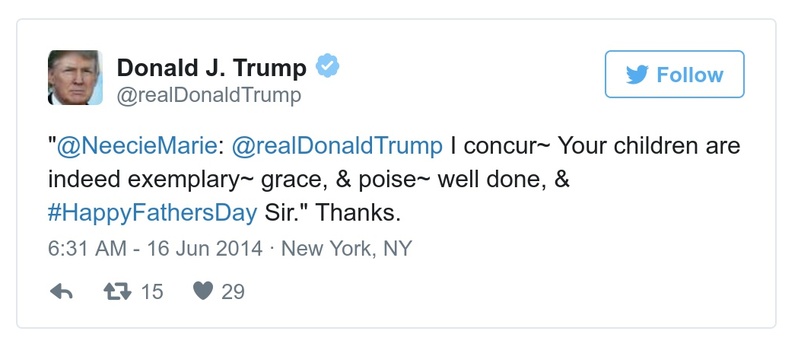 Donald J. Trump
@realDonaldTrump
Follow
"@NeecieMarie: @realDonaldTrump I concur~ Your children are
indeed exemplary~ grace, & poise~ well done, &
#HappyFathersDay Sir." Thanks.
6:31 AM - 16 Jun 2014 · New York, NY
15 29